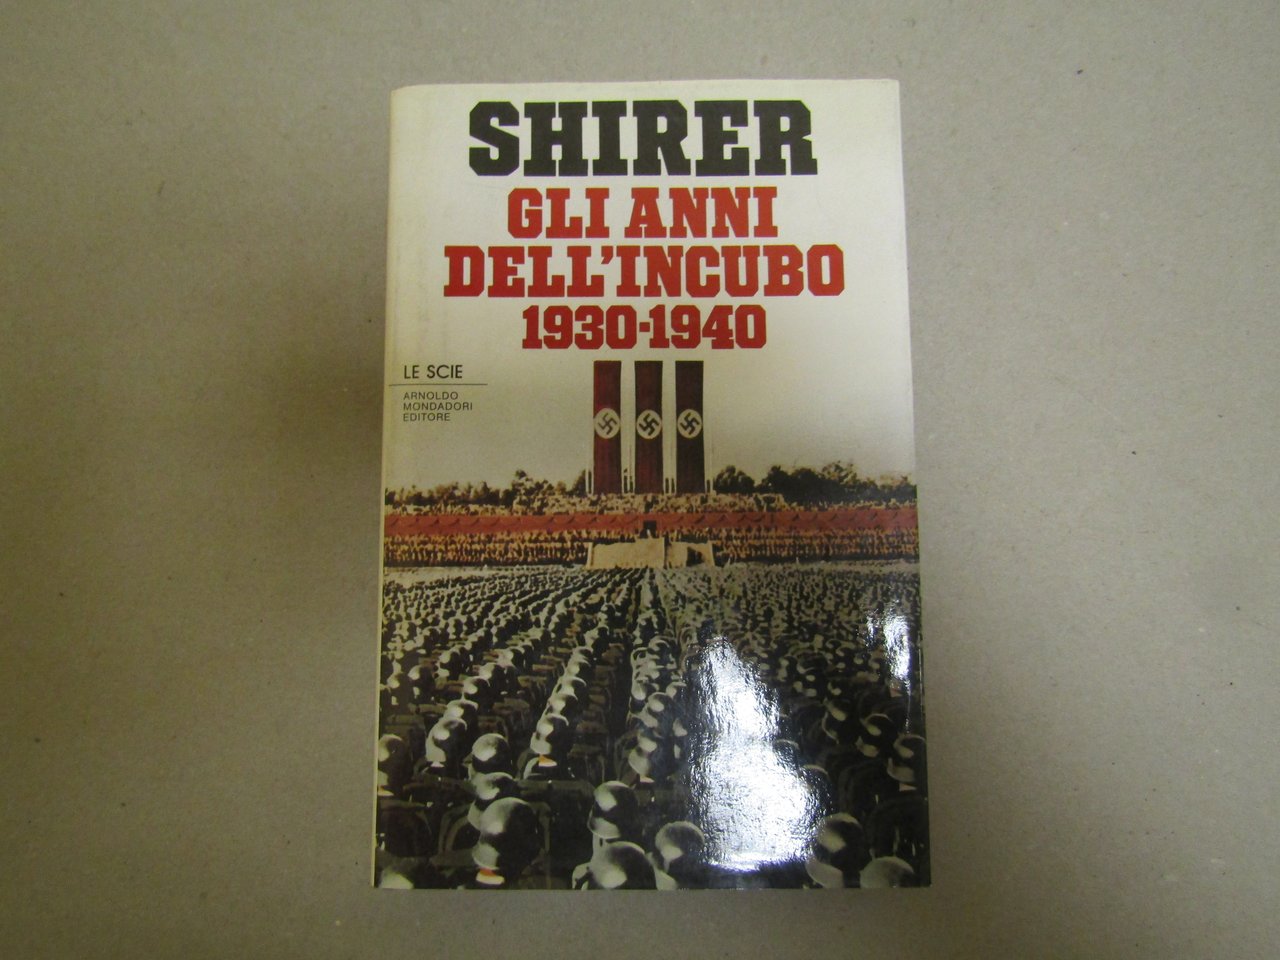 SHIRER
GLI ANNI
DELL'INCUBO
1930-1940
LE SCIE
ARNOLDO
MONDADORI
EDITORE